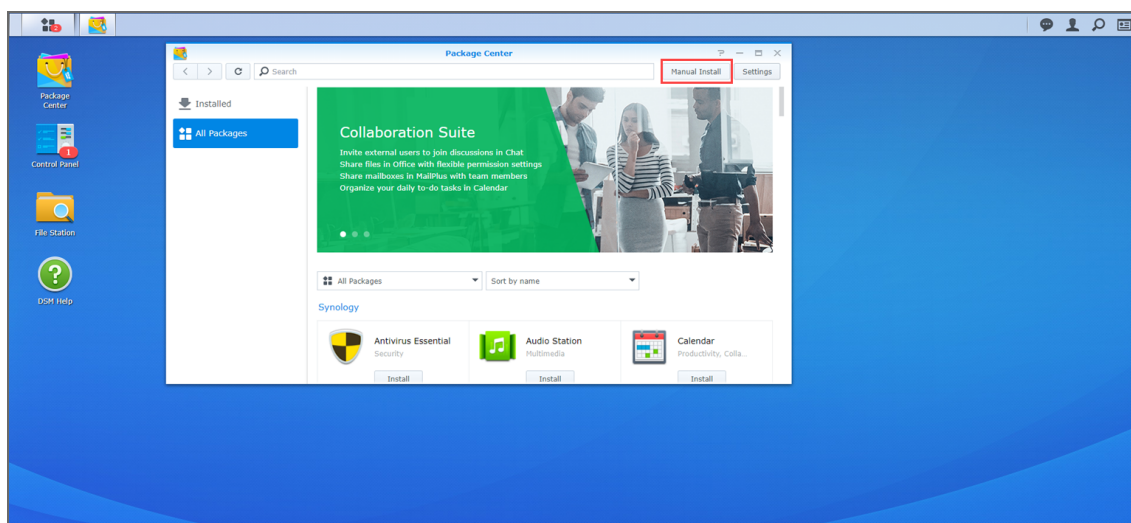 2
Package Center
? 
Search
Manual Install
Settings
Package
Center
Installed
All Packages
Collaboration Suite
Invite external users to join discussions in Chat
Share files in Office with flexible permission settings
Share mailboxes in MailPlus with team members
Organize your daily to-do tasks in Calendar
1
Control Panel
File Station
?
DSM Help
All Packages
Sort by name
Synology
Antivirus Essential
Security
Install
Audio Station
Multimedia
Install
Calendar
Productivity, Colla...
Install